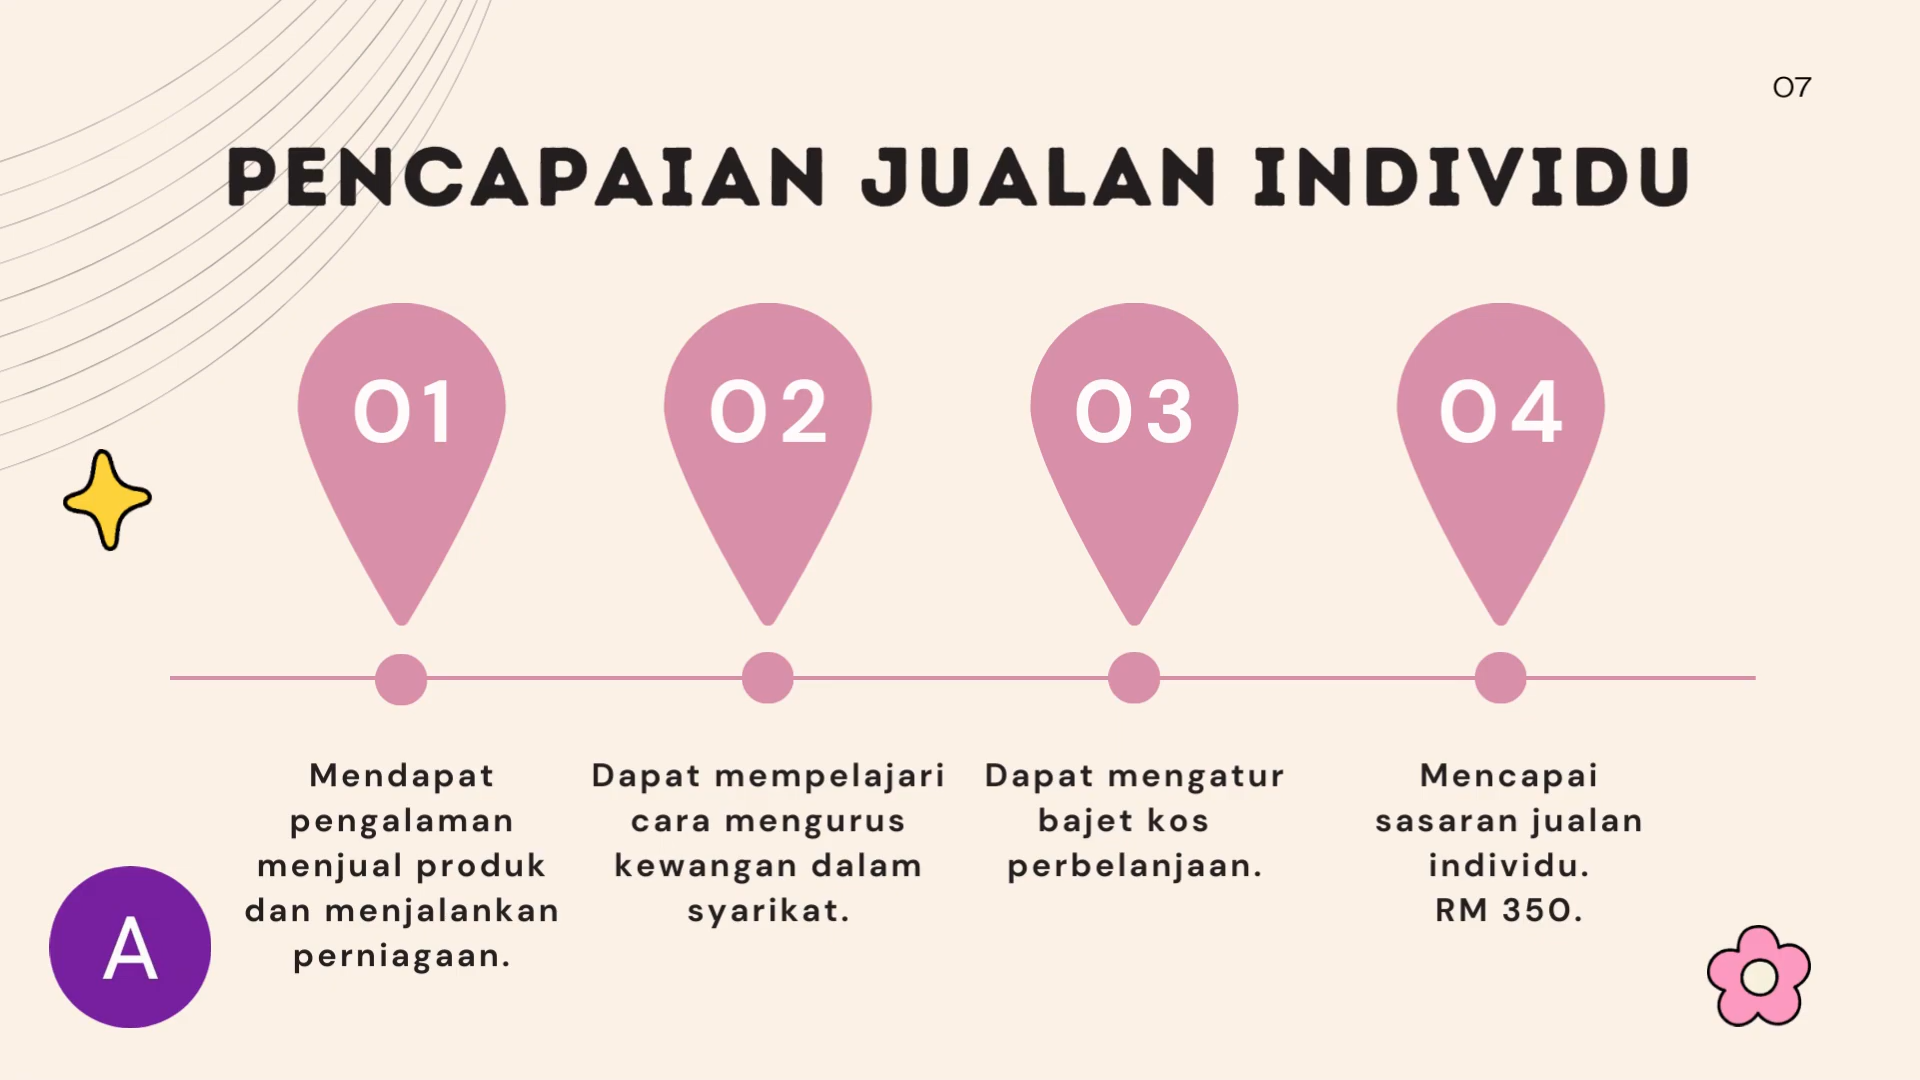 07
PENCAPAIAN JUALAN INDIVIDU
01
02
03
04
Mendapat
pengalaman
menjual produk
dan menjalankan
perniagaan.
Dapat mempelajari
cara mengurus
kewangan dalam
syarikat.
Dapat mengatur
bajet kos
perbelanjaan.
Mencapai
sasaran jualan
individu.
RM 350.
A